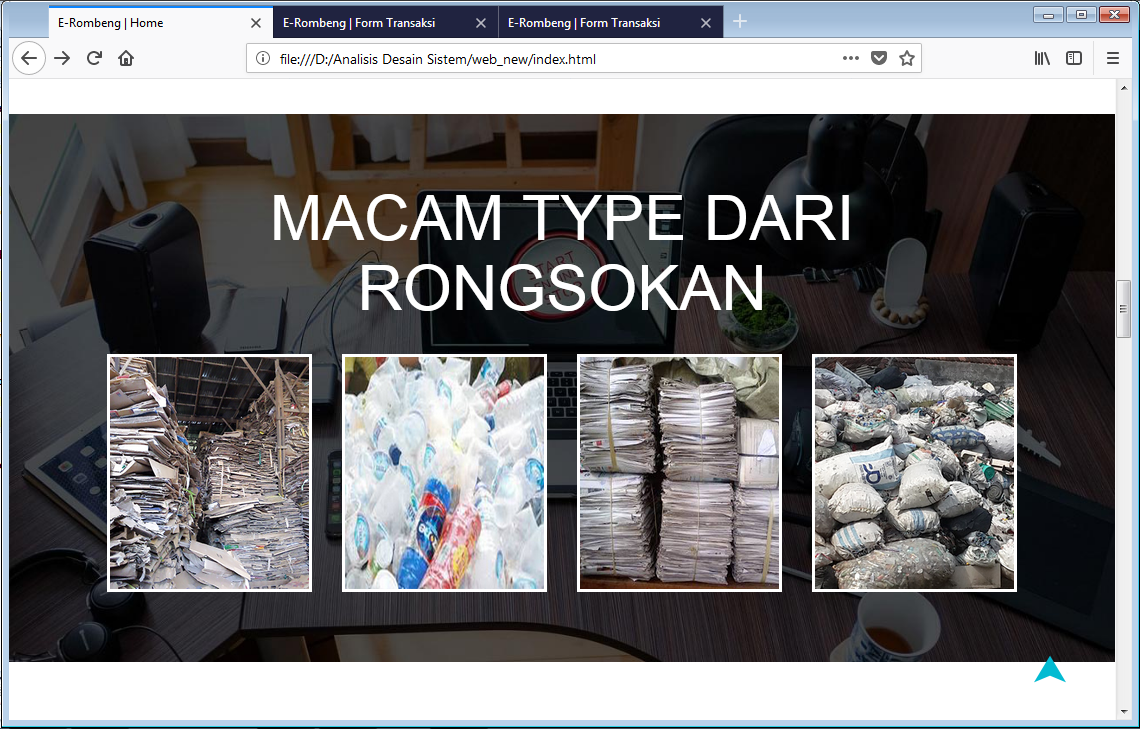 E-Rombeng | Home
E-Rombeng | Form Transaksi
E-Rombeng | Form Transaksi
file:///D:/Analisis Desain Sistem/web_new/index.html
MACAM TYPE DARI
RONGSOKAN
START